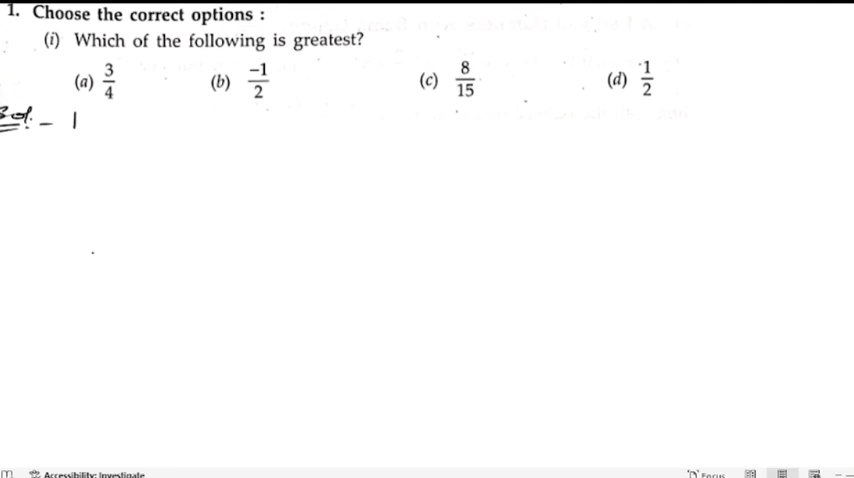 1. Choose the correct options :
(i) Which of the following is greatest?
(a) 3/4 (b) -1/2 (c) 8/15 (d) 1/2
Sol. - 1
Accessibility: Investigate Focus